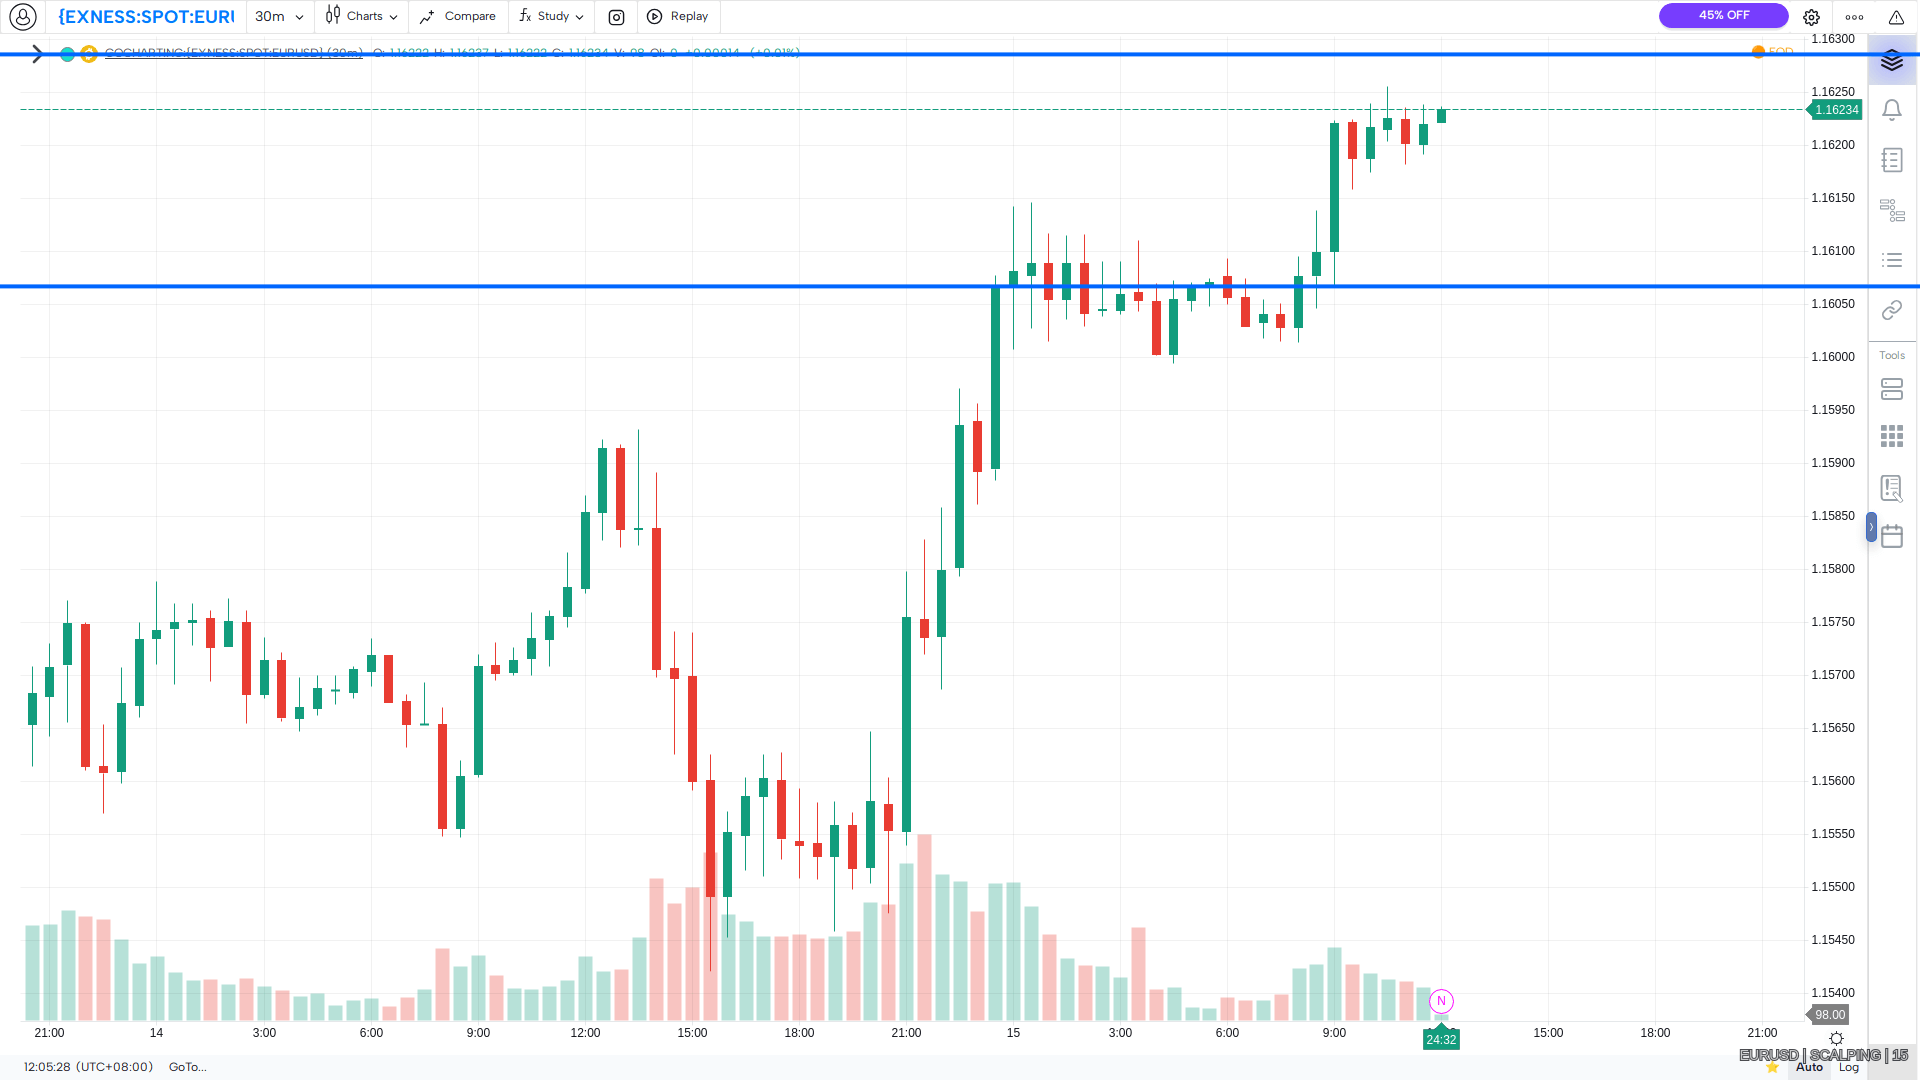 {EXNESS:SPOT:EURU
30m
Charts
Compare
Study
Replay
45% OFF
GOCHARTING:[EXNESS:SPOT:EURUSD] (30m) O: 1.16222 H: 1.16237 L: 1.16222 C: 1.16234 V: 98 OI: 0 +0.00014 (+0.01%)
EOD
1.16300
1.16250
1.16234
1.16200
1.16150
1.16100
1.16050
1.16000
1.15950
1.15900
1.15850
1.15800
1.15750
1.15700
1.15650
1.15600
1.15550
1.15500
1.15450
1.15400
98.00
Tools
N
21:00 14 3:00 6:00 9:00 12:00 15:00 18:00 21:00 15 3:00 6:00 9:00 15:00 18:00 21:00
24:32
EURUSD | SCALPING | 15
12:05:28 (UTC+08:00) GoTo...
Auto Log